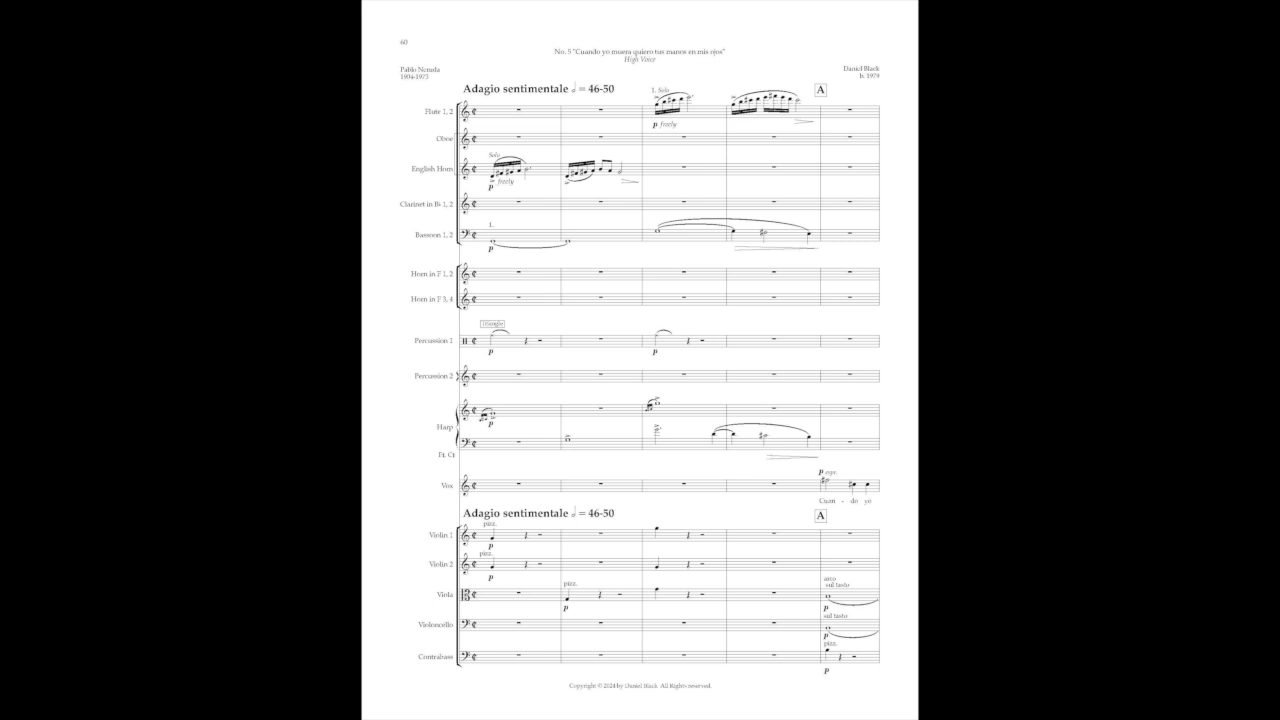 60
No. 5 "Cuando yo muera quiero tus manos en mis ojos"
High Voice
Pablo Neruda
1904-1973
Daniel Black
b. 1979
Adagio sentimentale 𝅗𝅥 = 46-50
A
1. Solo
Flute 1, 2
p freely
Oboe
Solo
English Horn
p freely
Clarinet in B♭ 1, 2
1.
Bassoon 1, 2
p
Horn in F 1, 2
Horn in F 3, 4
Triangle
Percussion 1
p p
Percussion 2
p
Harp
p espr.
Vox
Cuan - do yo
Adagio sentimentale 𝅗𝅥 = 46-50
A
pizz.
Violin 1
p
pizz.
Violin 2
p
pizz.
arco
sul tasto
Viola
p p
sul tasto
Violoncello
p
pizz.
Contrabass
p
Copyright © 2024 by Daniel Black All Rights reserved.